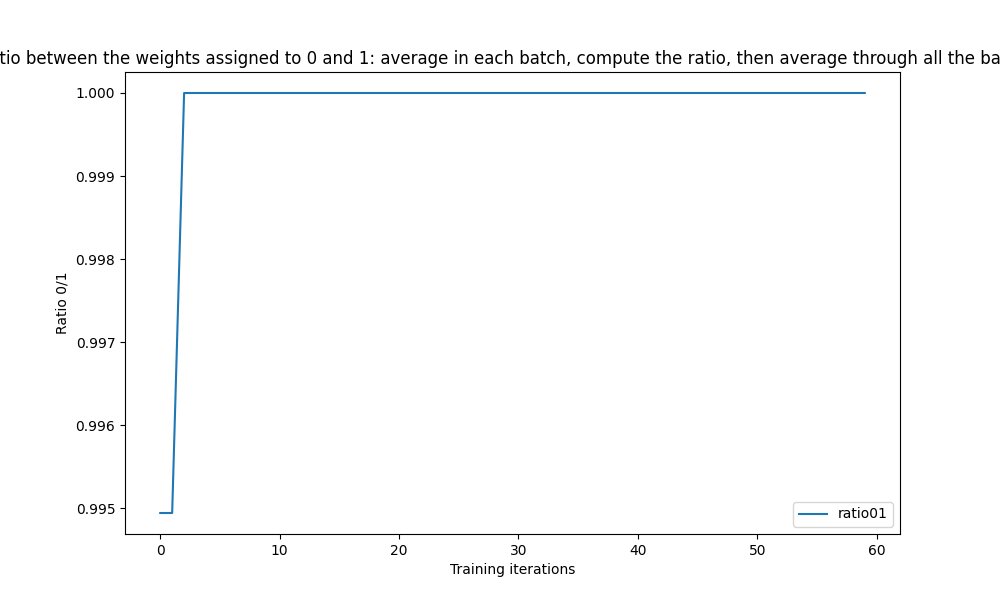 tio between the weights assigned to 0 and 1: average in each batch, compute the ratio, then average through all the ba
1.000
0.999
0.998
0.997
0.996
0.995
Ratio 0/1
ratio01
0 10 20 30 40 50 60
Training iterations